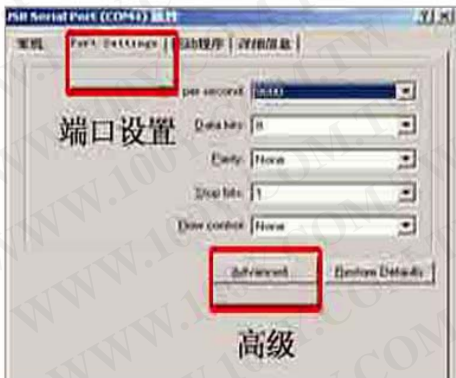 USB Serial Port (COM4) 属性
常规 Port Settings 驱动程序 详细信息
per second: 9600
端口设置
Data bits: 8
Parity: None
Stop bits: 1
Flow control: None
Advanced... Restore Defaults
高级